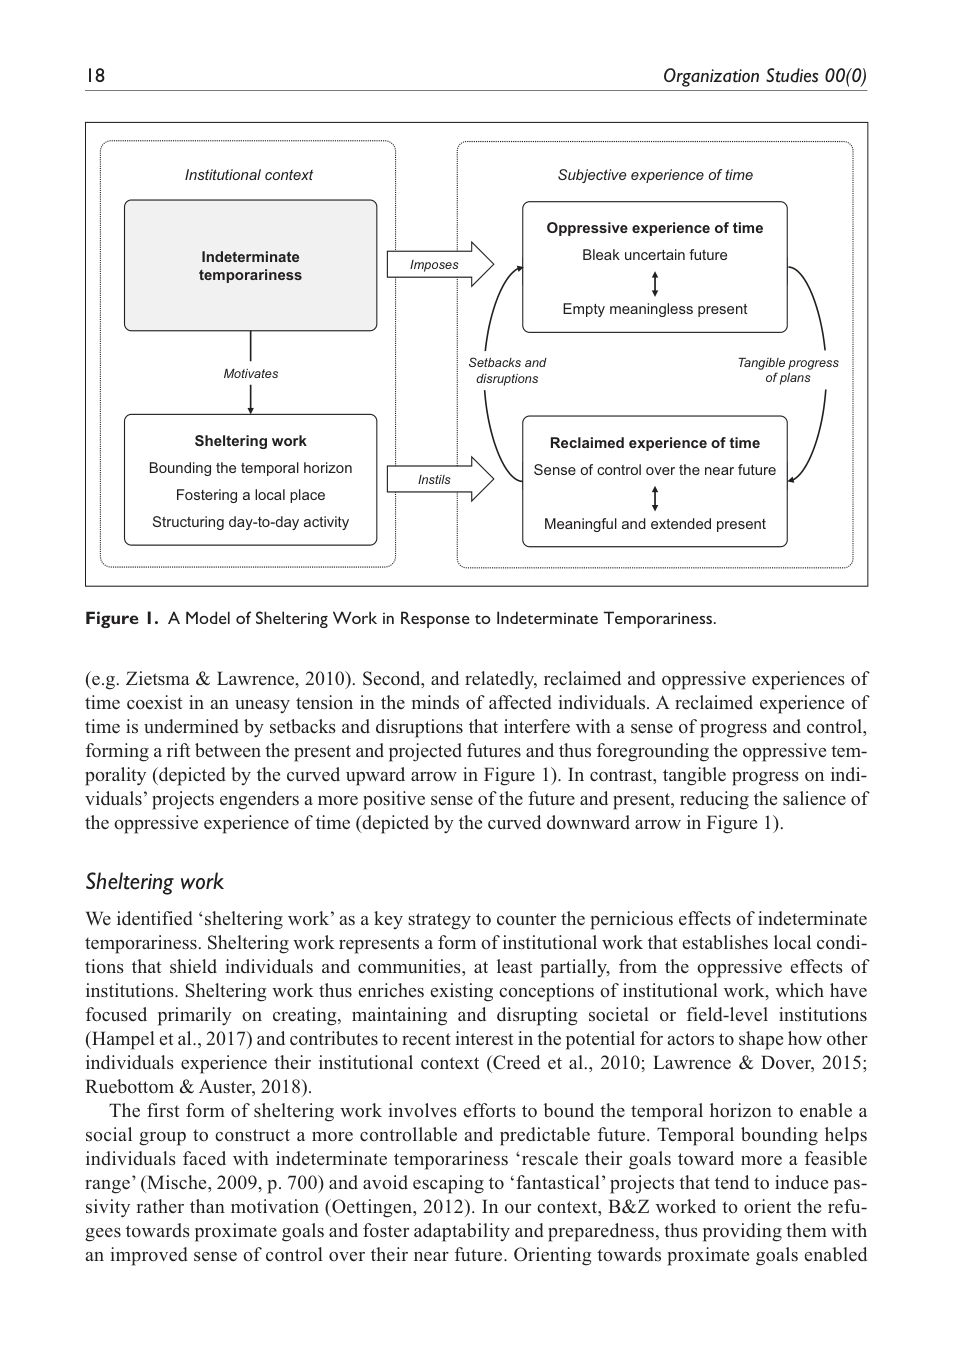 18
Organization Studies 00(0)
Institutional context
Indeterminate
temporariness
Motivates
Sheltering work
Bounding the temporal horizon
Fostering a local place
Structuring day-to-day activity
Imposes
Instils
Subjective experience of time
Oppressive experience of time
Bleak uncertain future
Empty meaningless present
Setbacks and
disruptions
Tangible progress
of plans
Reclaimed experience of time
Sense of control over the near future
Meaningful and extended present
Figure 1. A Model of Sheltering Work in Response to Indeterminate Temporariness.
(e.g. Zietsma & Lawrence, 2010). Second, and relatedly, reclaimed and oppressive experiences of
time coexist in an uneasy tension in the minds of affected individuals. A reclaimed experience of
time is undermined by setbacks and disruptions that interfere with a sense of progress and control,
forming a rift between the present and projected futures and thus foregrounding the oppressive tem-
porality (depicted by the curved upward arrow in Figure 1). In contrast, tangible progress on indi-
viduals' projects engenders a more positive sense of the future and present, reducing the salience of
the oppressive experience of time (depicted by the curved downward arrow in Figure 1).
Sheltering work
We identified 'sheltering work' as a key strategy to counter the pernicious effects of indeterminate
temporariness. Sheltering work represents a form of institutional work that establishes local condi-
tions that shield individuals and communities, at least partially, from the oppressive effects of
institutions. Sheltering work thus enriches existing conceptions of institutional work, which have
focused primarily on creating, maintaining and disrupting societal or field-level institutions
(Hampel et al., 2017) and contributes to recent interest in the potential for actors to shape how other
individuals experience their institutional context (Creed et al., 2010; Lawrence & Dover, 2015;
Ruebottom & Auster, 2018).
The first form of sheltering work involves efforts to bound the temporal horizon to enable a
social group to construct a more controllable and predictable future. Temporal bounding helps
individuals faced with indeterminate temporariness 'rescale their goals toward more a feasible
range' (Mische, 2009, p. 700) and avoid escaping to 'fantastical' projects that tend to induce pas-
sivity rather than motivation (Oettingen, 2012). In our context, B&Z worked to orient the refu-
gees towards proximate goals and foster adaptability and preparedness, thus providing them with
an improved sense of control over their near future. Orienting towards proximate goals enabled